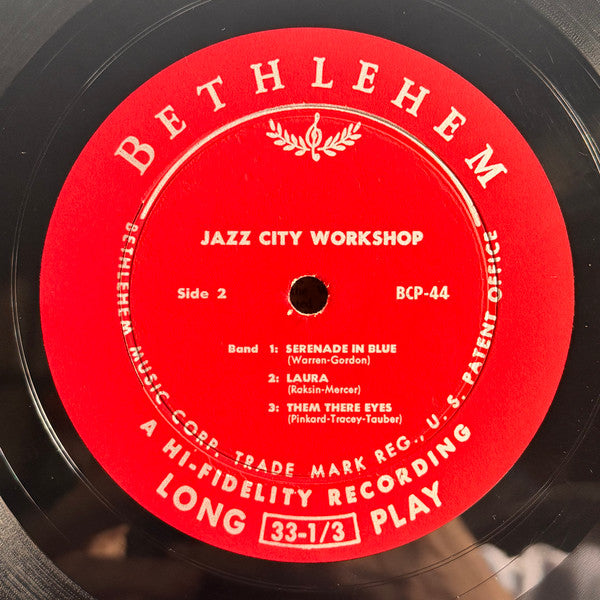 BETHLEHEM
JAZZ CITY WORKSHOP
Side 2
BCP-44
Band 1: SERENADE IN BLUE
(Warren-Gordon)
2: LAURA
(Raksin-Mercer)
3: THEM THERE EYES
(Pinkard-Tracey-Tauber)
BETHLEHEM MUSIC CORP. TRADE MARK REG., U. S. PATENT OFFICE
A HI-FIDELITY RECORDING
LONG 33-1/3 PLAY